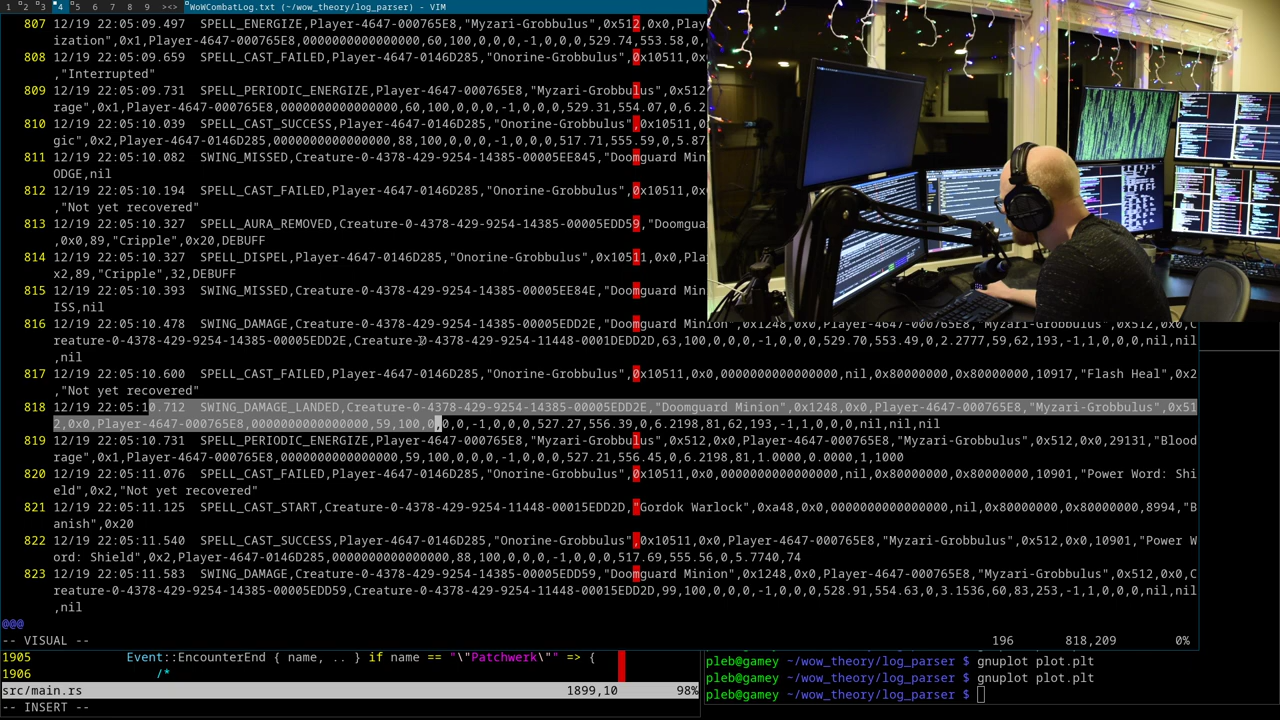 1 2 3 4 5 6 7 8 9 ><> WoWCombatLog.txt (~/wow_theory/log_parser) - VIM
807 12/19 22:05:09.497  SPELL_ENERGIZE,Player-4647-000765E8,"Myzari-Grobbulus",0x512,0x0,Play
ization",0x1,Player-4647-000765E8,0000000000000000,60,100,0,0,0,-1,0,0,0,529.74,553.58,0,
808 12/19 22:05:09.659  SPELL_CAST_FAILED,Player-4647-0146D285,"Onorine-Grobbulus",0x10511,0x
,"Interrupted"
809 12/19 22:05:09.731  SPELL_PERIODIC_ENERGIZE,Player-4647-000765E8,"Myzari-Grobbulus",0x512
rage",0x1,Player-4647-000765E8,0000000000000000,60,100,0,0,0,-1,0,0,0,529.31,554.07,0,6.2
810 12/19 22:05:10.039  SPELL_CAST_SUCCESS,Player-4647-0146D285,"Onorine-Grobbulus",0x10511,0
gic",0x2,Player-4647-0146D285,0000000000000000,88,100,0,0,0,-1,0,0,0,517.71,555.59,0,5.87
811 12/19 22:05:10.082  SWING_MISSED,Creature-0-4378-429-9254-14385-00005EE845,"Doomguard Min
ODGE,nil
812 12/19 22:05:10.194  SPELL_CAST_FAILED,Player-4647-0146D285,"Onorine-Grobbulus",0x10511,0x
,"Not yet recovered"
813 12/19 22:05:10.327  SPELL_AURA_REMOVED,Creature-0-4378-429-9254-14385-00005EDD59,"Doomgua
,0x0,89,"Cripple",0x20,DEBUFF
814 12/19 22:05:10.327  SPELL_DISPEL,Player-4647-0146D285,"Onorine-Grobbulus",0x10511,0x0,Pla
x2,89,"Cripple",32,DEBUFF
815 12/19 22:05:10.393  SWING_MISSED,Creature-0-4378-429-9254-14385-00005EE84E,"Doomguard Min
ISS,nil
816 12/19 22:05:10.478  SWING_DAMAGE,Creature-0-4378-429-9254-14385-00005EDD2E,"Doomguard Minion",0x1248,0x0,Player-4647-000765E8,"Myzari-Grobbulus",0x512,0x0,C
reature-0-4378-429-9254-14385-00005EDD2E,Creature-0-4378-429-9254-11448-0001DEDD2D,63,100,0,0,0,-1,0,0,0,529.70,553.49,0,2.2777,59,62,193,-1,1,0,0,0,nil,nil
,nil
817 12/19 22:05:10.600  SPELL_CAST_FAILED,Player-4647-0146D285,"Onorine-Grobbulus",0x10511,0x0,0000000000000000,nil,0x80000000,0x80000000,10917,"Flash Heal",0x2
,"Not yet recovered"
818 12/19 22:05:10.712  SWING_DAMAGE_LANDED,Creature-0-4378-429-9254-14385-00005EDD2E,"Doomguard Minion",0x1248,0x0,Player-4647-000765E8,"Myzari-Grobbulus",0x51
2,0x0,Player-4647-000765E8,0000000000000000,59,100,0,0,0,-1,0,0,0,527.27,556.39,0,6.2198,81,62,193,-1,1,0,0,0,nil,nil,nil
819 12/19 22:05:10.731  SPELL_PERIODIC_ENERGIZE,Player-4647-000765E8,"Myzari-Grobbulus",0x512,0x0,Player-4647-000765E8,"Myzari-Grobbulus",0x512,0x0,29131,"Blood
rage",0x1,Player-4647-000765E8,0000000000000000,59,100,0,0,0,-1,0,0,0,527.21,556.45,0,6.2198,81,1.0000,0.0000,1,1000
820 12/19 22:05:11.076  SPELL_CAST_FAILED,Player-4647-0146D285,"Onorine-Grobbulus",0x10511,0x0,0000000000000000,nil,0x80000000,0x80000000,10901,"Power Word: Shi
eld",0x2,"Not yet recovered"
821 12/19 22:05:11.125  SPELL_CAST_START,Creature-0-4378-429-9254-11448-00015EDD2D,"Gordok Warlock",0xa48,0x0,0000000000000000,nil,0x80000000,0x80000000,8994,"B
anish",0x20
822 12/19 22:05:11.540  SPELL_CAST_SUCCESS,Player-4647-0146D285,"Onorine-Grobbulus",0x10511,0x0,Player-4647-000765E8,"Myzari-Grobbulus",0x512,0x0,10901,"Power W
ord: Shield",0x2,Player-4647-0146D285,0000000000000000,88,100,0,0,0,-1,0,0,0,517.69,555.56,0,5.7740,74
823 12/19 22:05:11.583  SWING_DAMAGE,Creature-0-4378-429-9254-14385-00005EDD59,"Doomguard Minion",0x1248,0x0,Player-4647-000765E8,"Myzari-Grobbulus",0x512,0x0,C
reature-0-4378-429-9254-14385-00005EDD59,Creature-0-4378-429-9254-11448-00015EDD2D,99,100,0,0,0,-1,0,0,0,528.91,554.63,0,3.1536,60,83,253,-1,1,0,0,0,nil,nil
,nil
@@@
-- VISUAL -- 196 818,209 0%
1905 Event::EncounterEnd { name, .. } if name == "\"Patchwerk\"" => {
1906 /*
src/main.rs 1899,10 98%
-- INSERT --
pleb@gamey ~/wow_theory/log_parser $ gnuplot plot.plt
pleb@gamey ~/wow_theory/log_parser $ gnuplot plot.plt
pleb@gamey ~/wow_theory/log_parser $